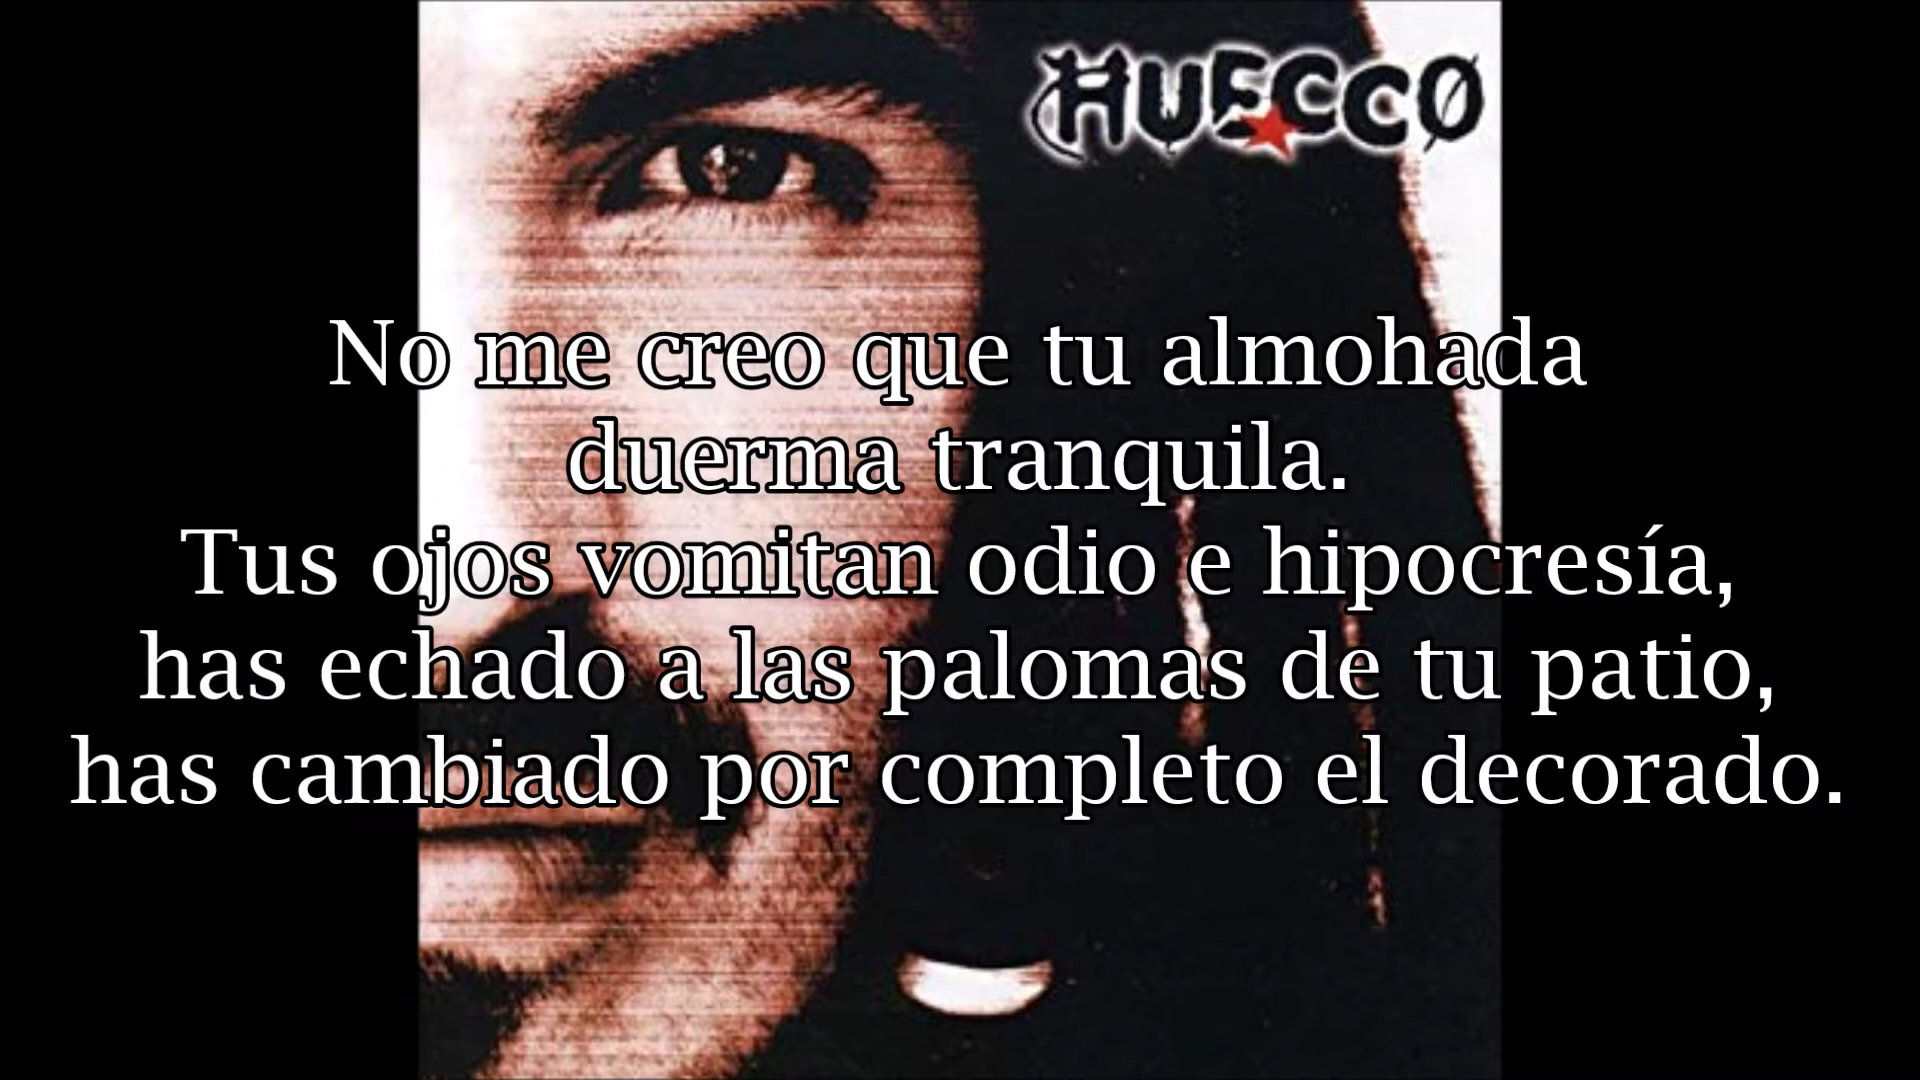 HUECCO
No me creo que tu almohada
duerma tranquila.
Tus ojos vomitan odio e hipocresía,
has echado a las palomas de tu patio,
has cambiado por completo el decorado.